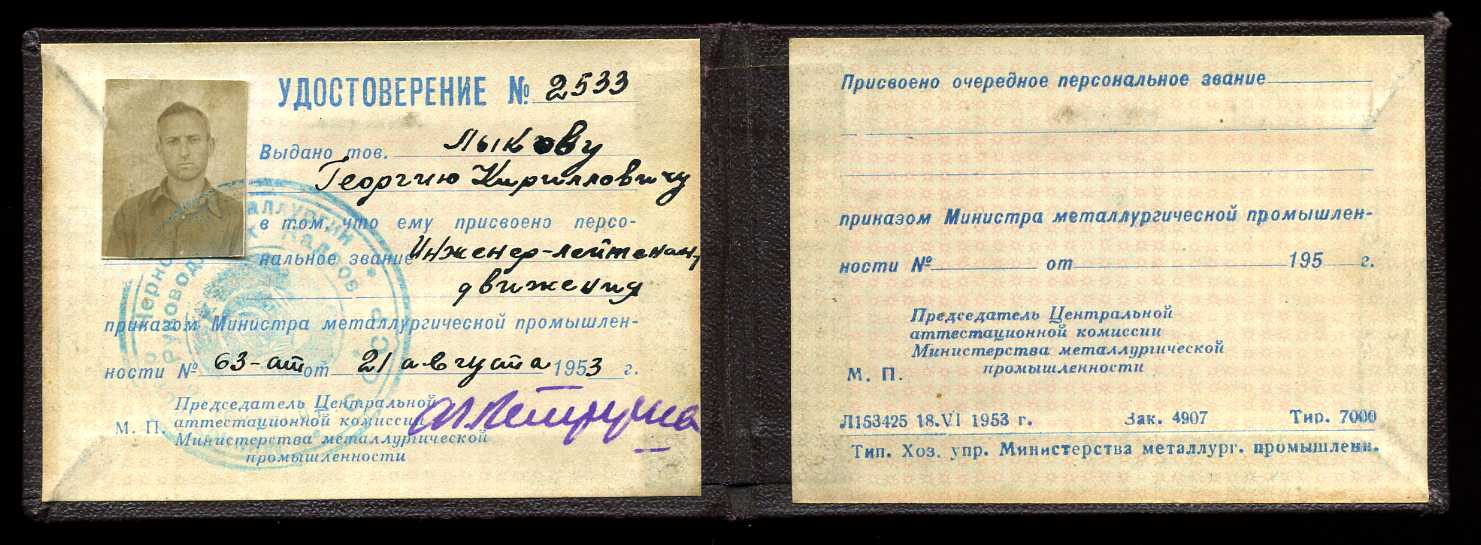 УДОСТОВЕРЕНИЕ № 2533
Выдано тов. Лыкову
Георгию Кирилловичу
в том, что ему присвоено персо-
нальное звание Инженер-лейтенант
движения
приказом Министра металлургической промышлен-
ности № 63-ат от 21 августа 1953 г.
Председатель Центральной
М. П. аттестационной комиссии
Министерства металлургической
промышленности
Присвоено очередное персональное звание
приказом Министра металлургической промышлен-
ности № от 195 г.
Председатель Центральной
аттестационной комиссии
Министерства металлургической
М. П. промышленности
Л153425 18.VI 1953 г. Зак. 4907 Тир. 7000
Тип. Хоз. упр. Министерства металлург. промышленн.